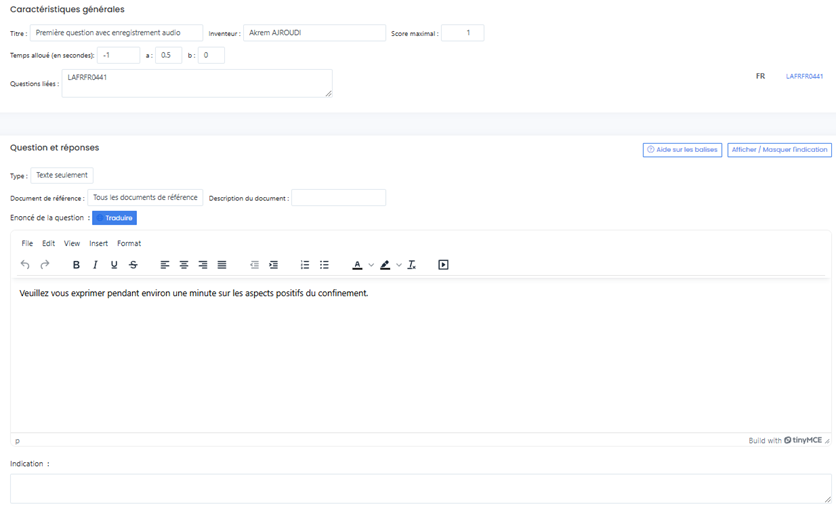 Caractéristiques générales
Titre : Première question avec enregistrement audio Inventeur : Akrem AJROUDI Score maximal : 1
Temps alloué (en secondes): -1 a : 0.5 b : 0
Questions liées : LAFRFR0441 FR LAFRFR0441
Question et réponses Aide sur les balises Afficher / Masquer l'indication
Type : Texte seulement
Document de référence : Tous les documents de référence Description du document :
Enoncé de la question : Traduire
File Edit View Insert Format
B I U S A
Veuillez vous exprimer pendant environ une minute sur les aspects positifs du confinement.
p Build with tinyMCE
Indication :